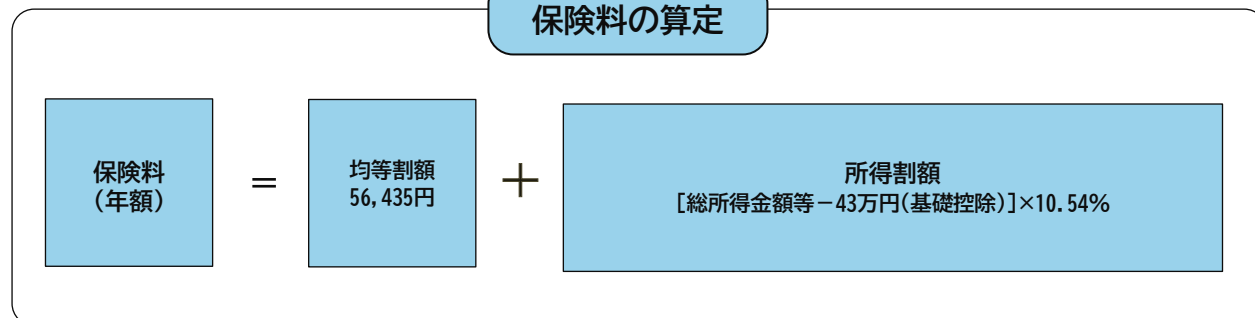 保険料の算定
保険料
(年額)
=
均等割額
56,435円
+
所得割額
[総所得金額等-43万円(基礎控除)]×10.54%